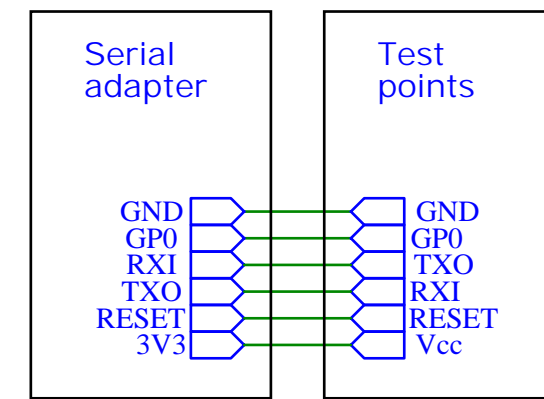 Serial
adapter
Test
points
GND
GP0
RXI
TXO
RESET
3V3
GND
GP0
TXO
RXI
RESET
Vcc